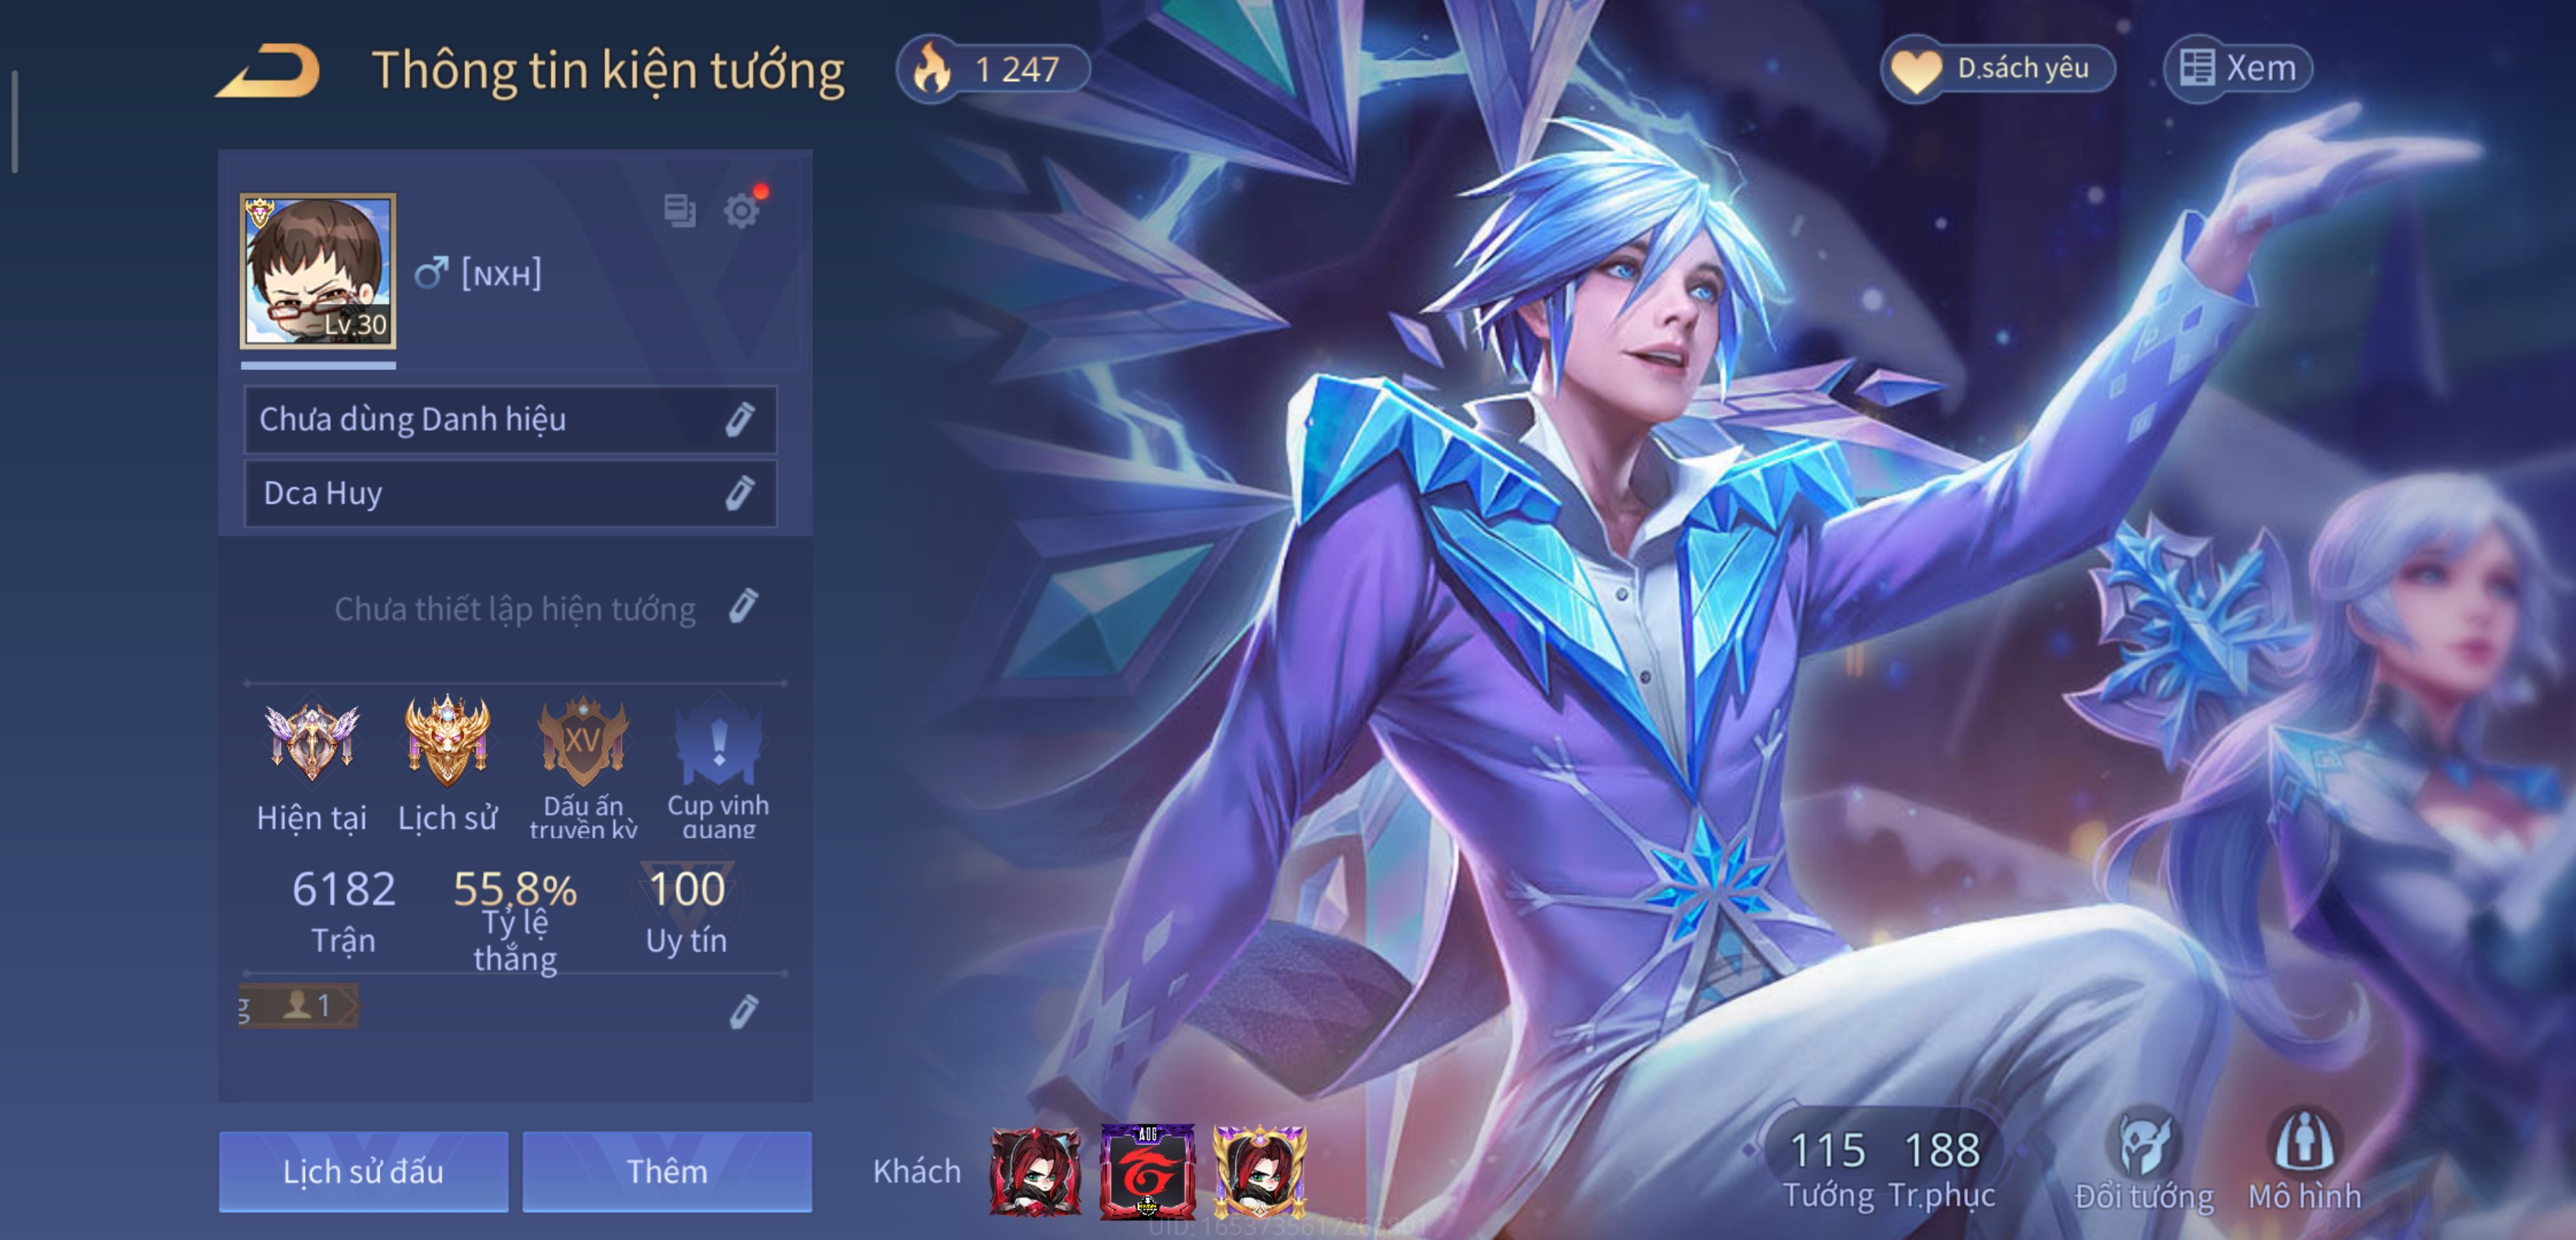 Thông tin kiện tướng
1 247
D.sách yêu
Xem
Lv.30
[NXH]
Chưa dùng Danh hiệu
Dca Huy
Chưa thiết lập hiện tướng
XV
Hiện tại
Lịch sử
Dấu ấn
truyền kỳ
Cup vinh
quang
6182
Trận
55.8%
Tỷ lệ
thắng
100
Uy tín
g 1
Lịch sử đấu
Thêm
Khách
AOG
115
Tướng
188
Tr.phục
Đổi tướng
Mô hình